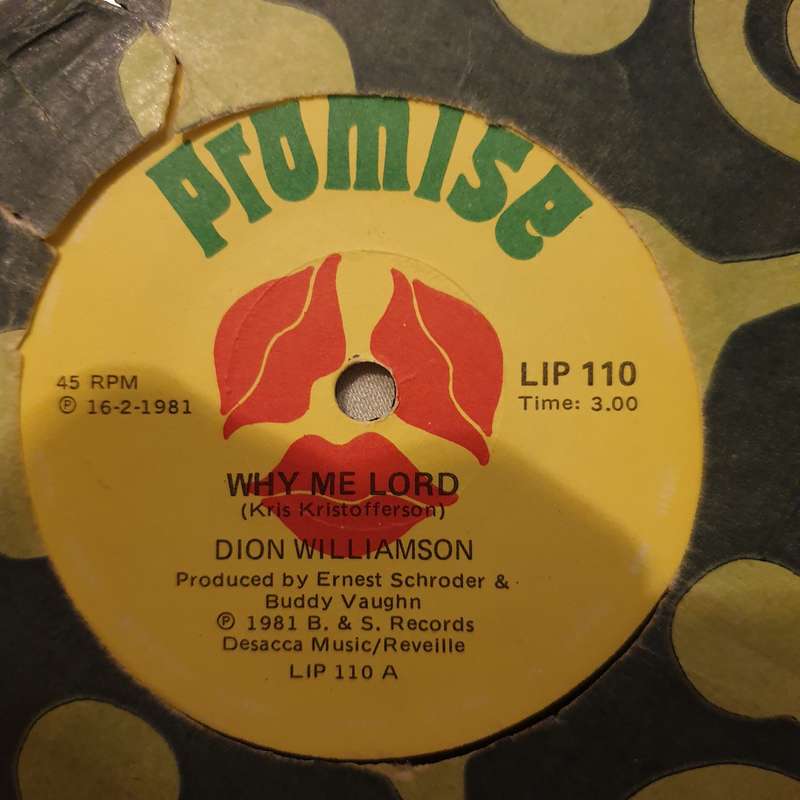 promise
45 RPM
℗ 16-2-1981
LIP 110
Time: 3.00
WHY ME LORD
(Kris Kristofferson)
DION WILLIAMSON
Produced by Ernest Schroder &
Buddy Vaughn
℗ 1981 B. & S. Records
Desacca Music/Reveille
LIP 110 A